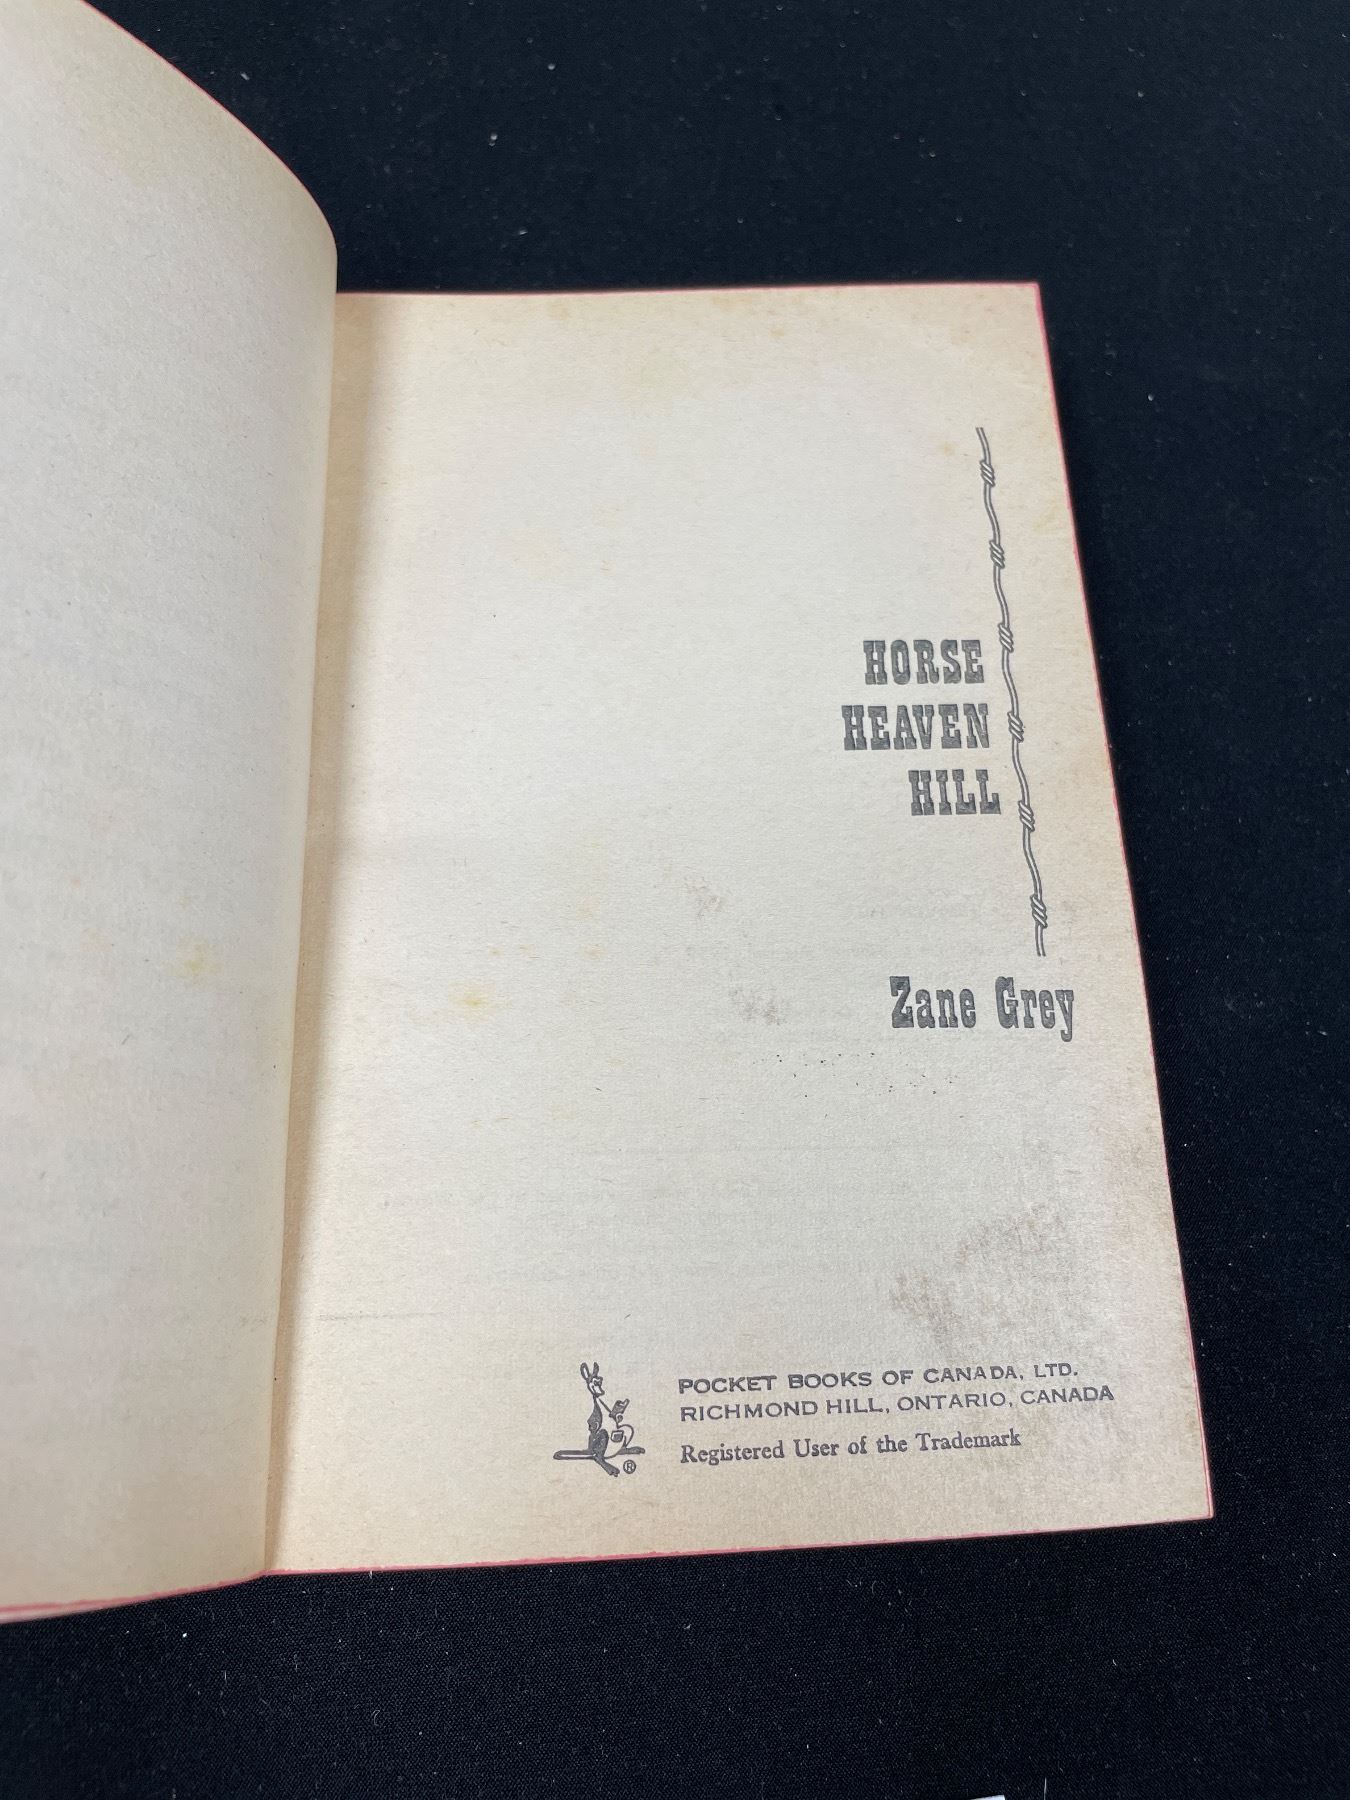 HORSE
HEAVEN
HILL
Zane Grey
POCKET BOOKS OF CANADA, LTD.
RICHMOND HILL, ONTARIO, CANADA
Registered User of the Trademark
®